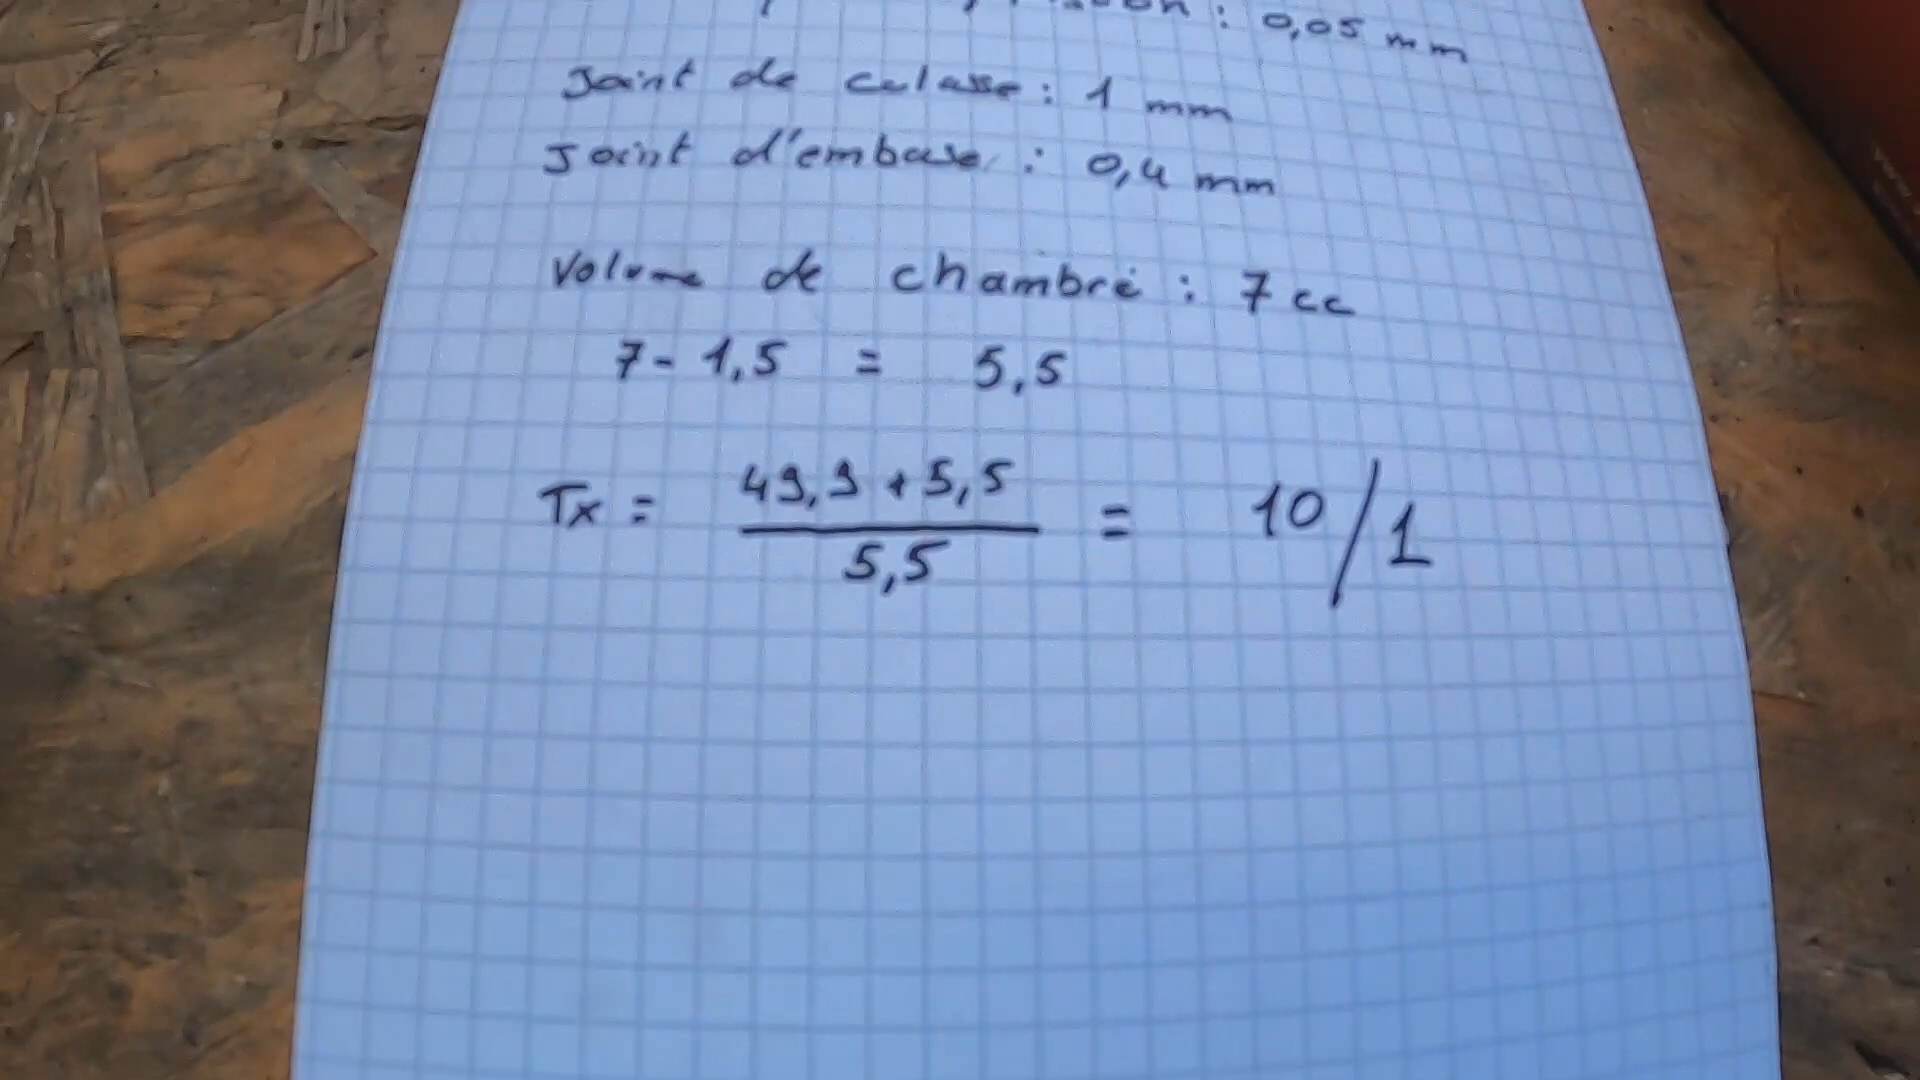 : 0,05 mm
Joint de culasse : 1 mm
Joint d'embase : 0,4 mm
Volume de chambre : 7 cc
7 - 1,5 = 5,5
Tx = 49,9 + 5,5 / 5,5 = 10/1